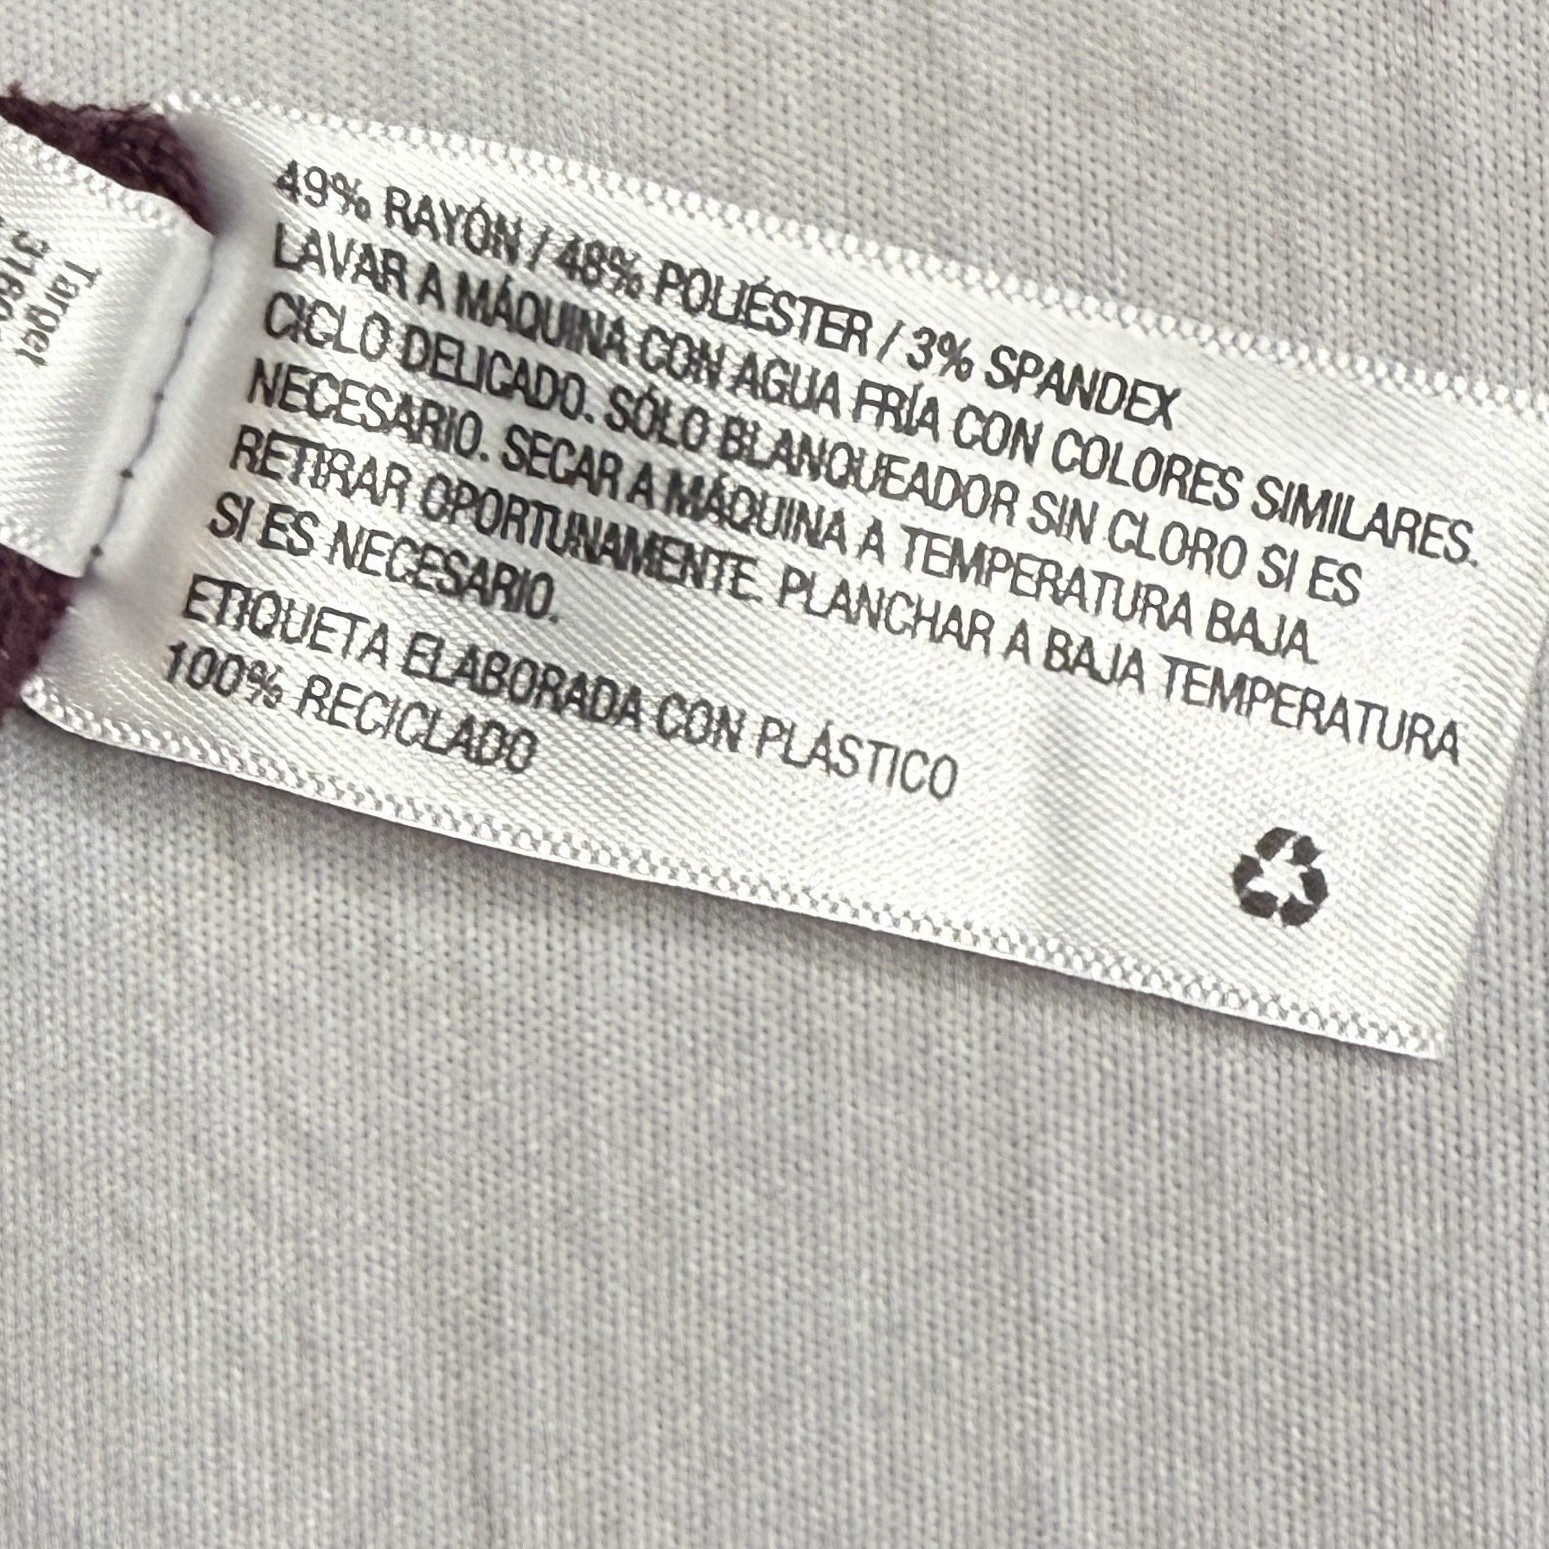 49% RAYÓN / 48% POLIÉSTER / 3% SPANDEX
LAVAR A MÁQUINA CON AGUA FRÍA CON COLORES SIMILARES.
CICLO DELICADO. SÓLO BLANQUEADOR SIN CLORO SI ES
NECESARIO. SECAR A MÁQUINA A TEMPERATURA BAJA.
RETIRAR OPORTUNAMENTE. PLANCHAR A BAJA TEMPERATURA
SI ES NECESARIO.
ETIQUETA ELABORADA CON PLÁSTICO
100% RECICLADO
Target